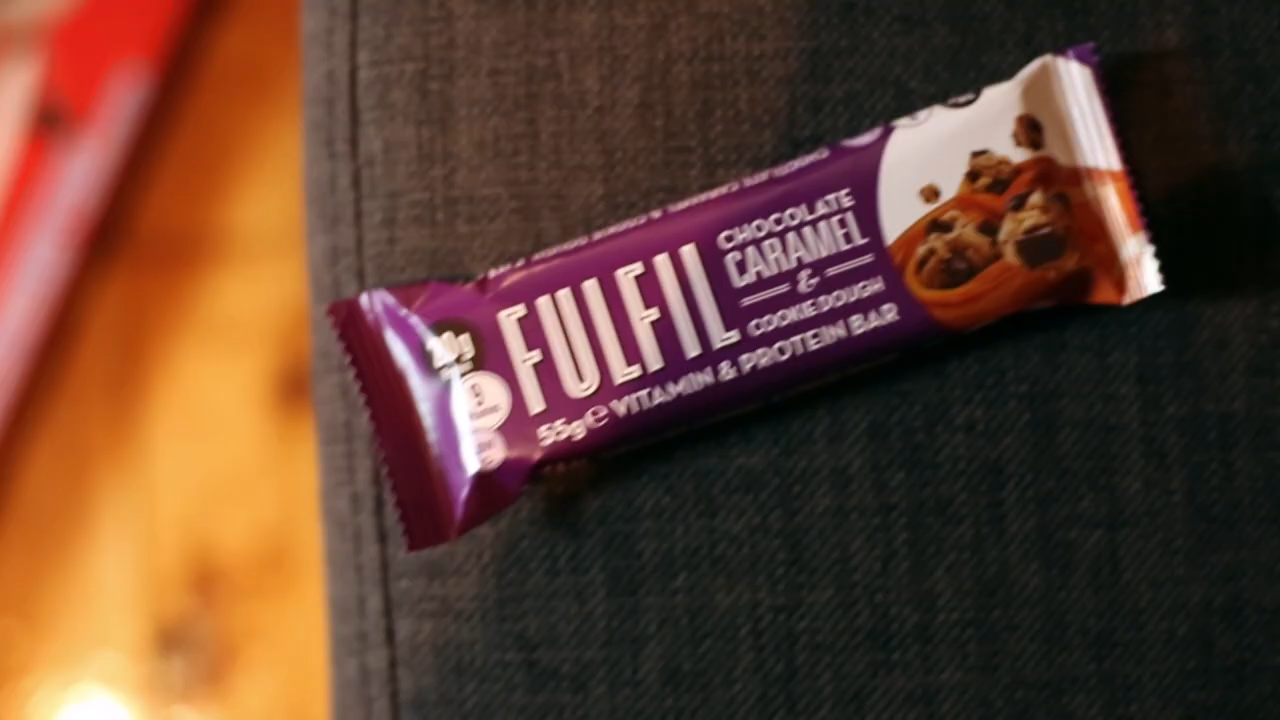 FULFIL
CHOCOLATE
CARAMEL
&
COOKIE DOUGH
55g℮ VITAMIN & PROTEIN BAR
20g
9